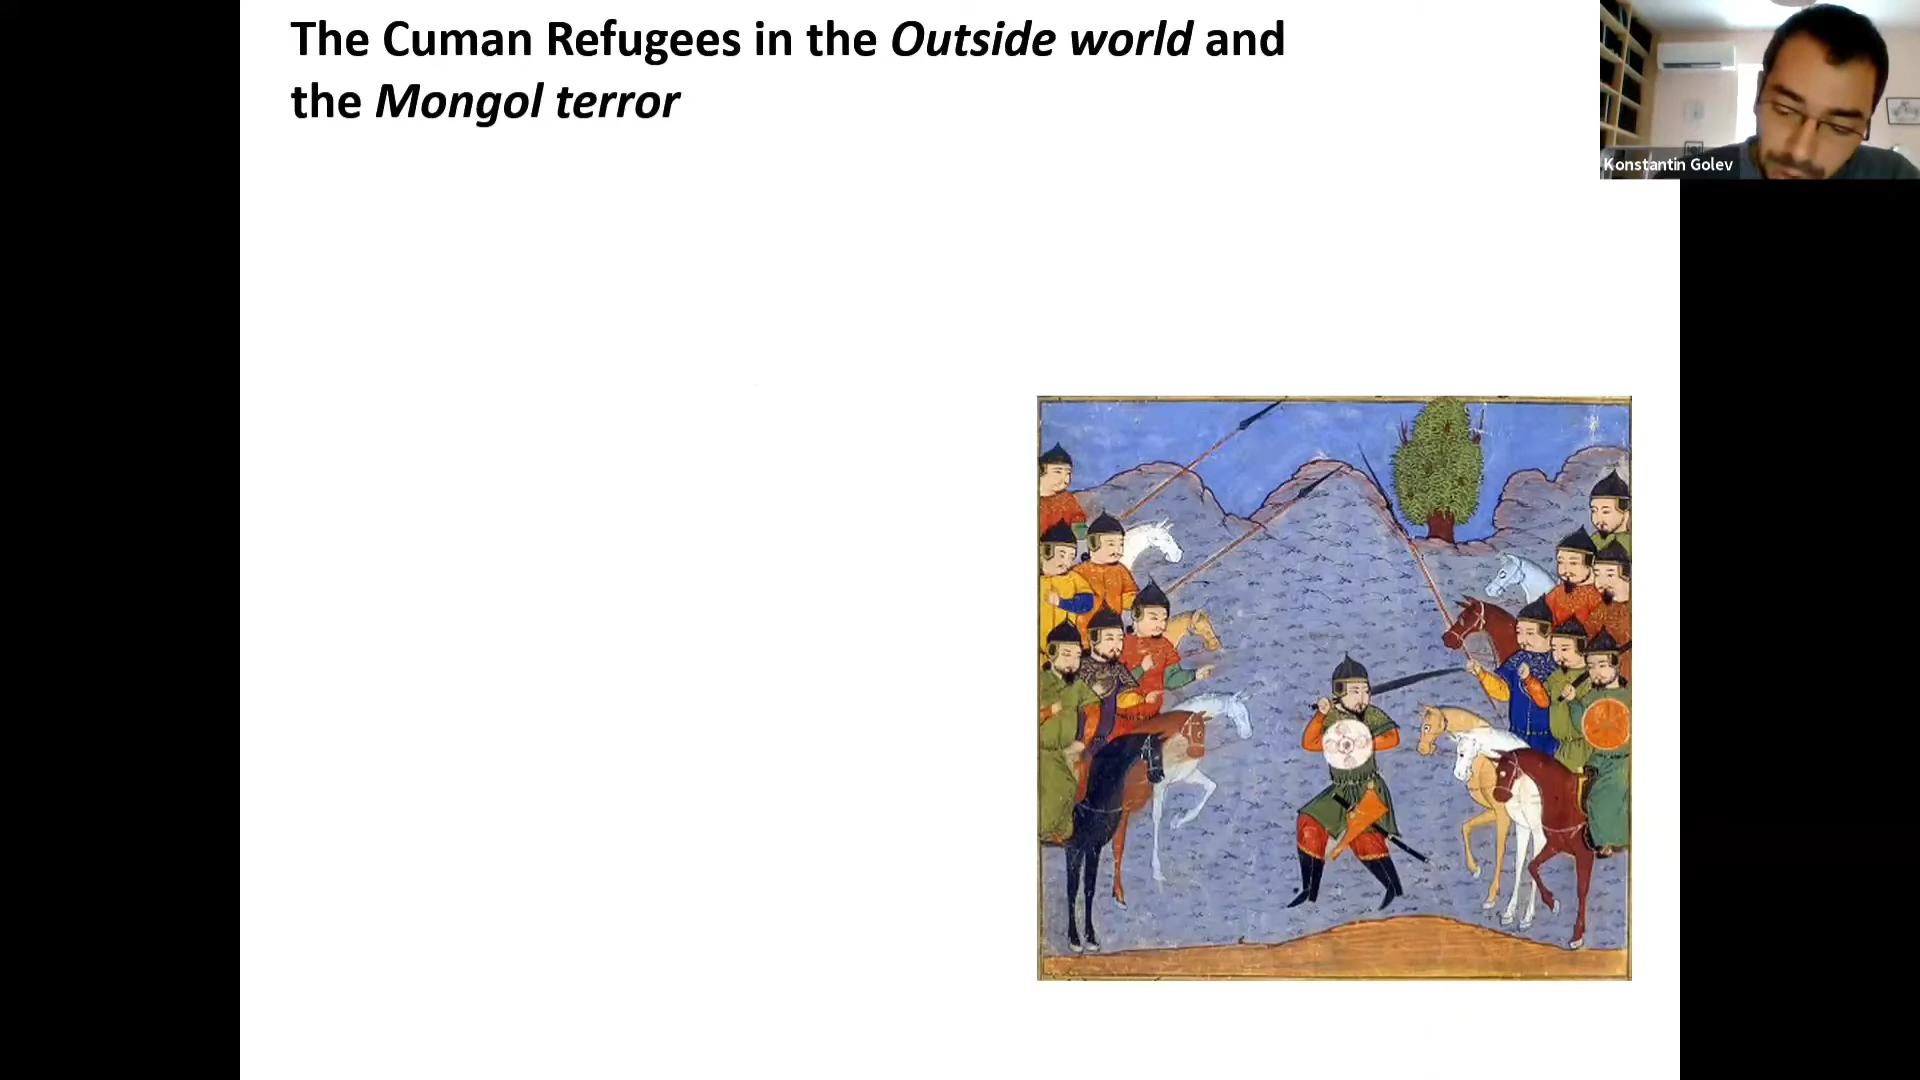 The Cuman Refugees in the Outside world and
the Mongol terror
Konstantin Golev